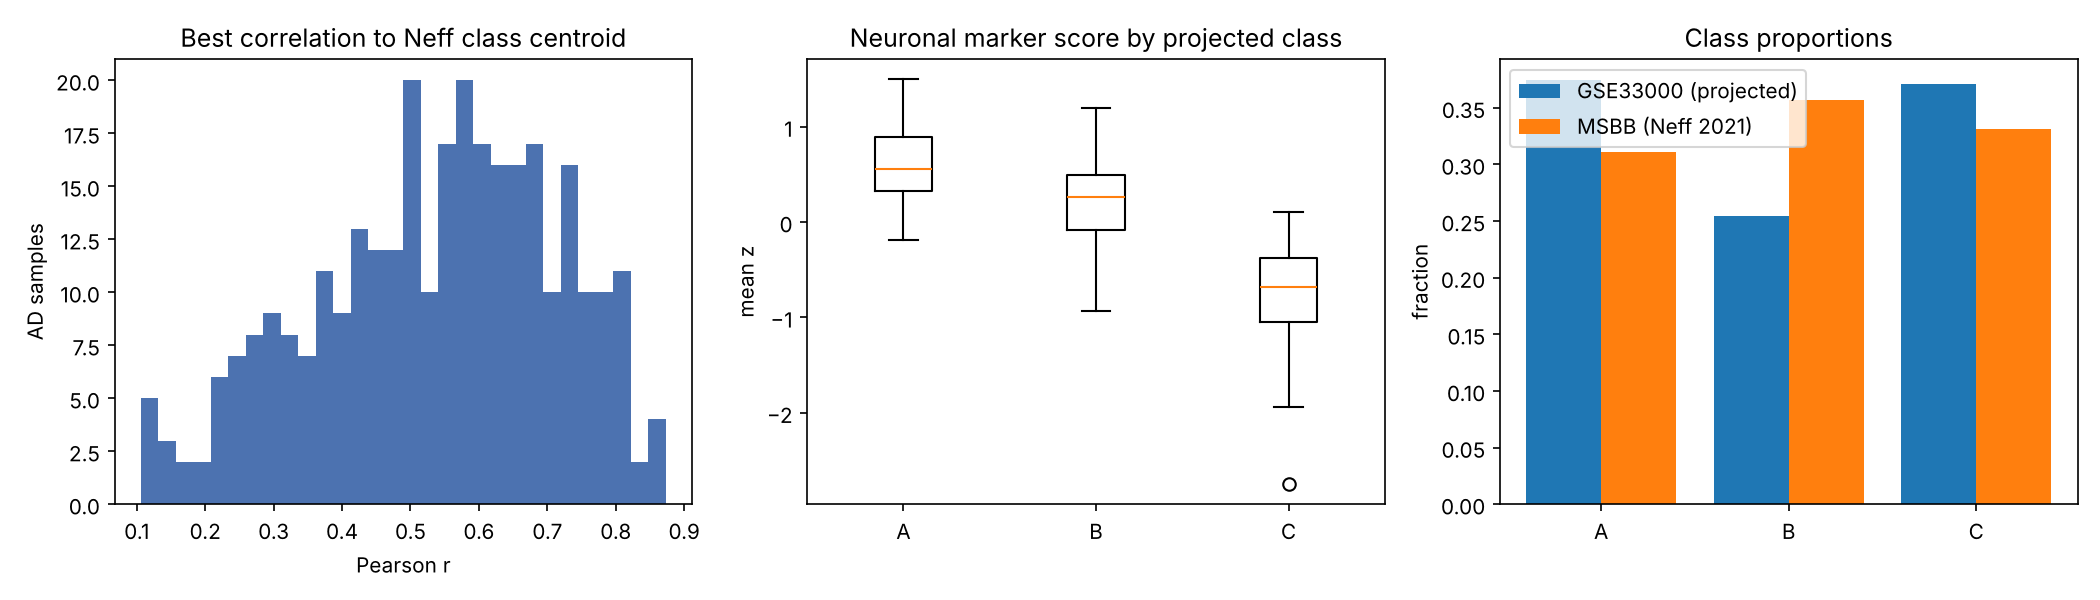 Best correlation to Neff class centroid
20.0
17.5
15.0
12.5
10.0
7.5
5.0
2.5
0.0
AD samples
0.1 0.2 0.3 0.4 0.5 0.6 0.7 0.8 0.9
Pearson r
Neuronal marker score by projected class
1
0
−1
−2
mean z
A B C
Class proportions
GSE33000 (projected)
MSBB (Neff 2021)
0.35
0.30
0.25
0.20
0.15
0.10
0.05
0.00
fraction
A B C